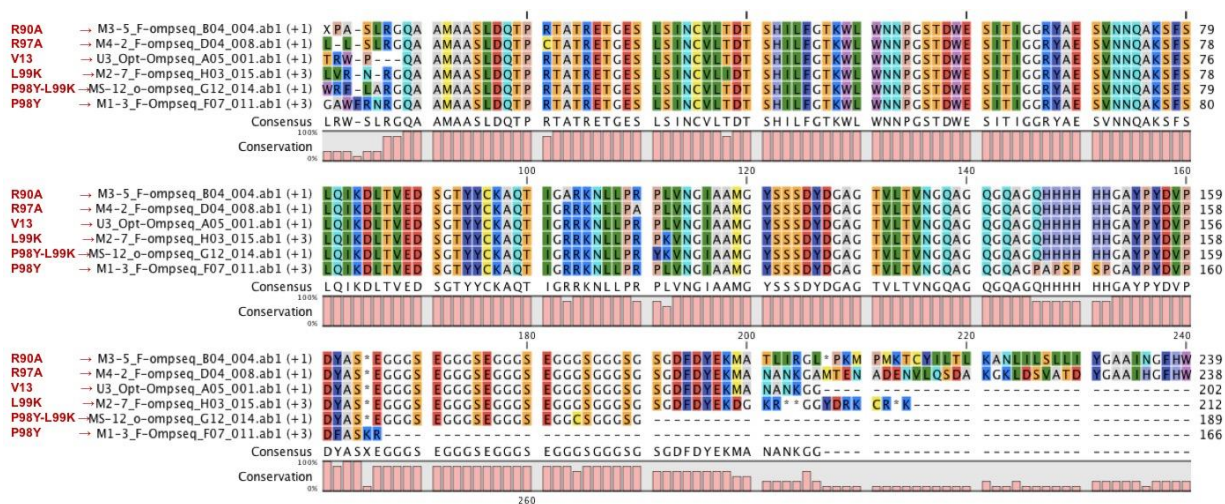 R90A → M3-5_F-ompseq_B04_004.ab1 (+1) XPA-SLRGQA AMAASLDQTP RTATRETGES LSINCVLTDT SHILFGTKWL WNNPGSTDWE SITIGGRYAE SVNNQAKSFS 79
R97A → M4-2_F-ompseq_D04_008.ab1 (+1) L-L-SLRGQA AMAASLDQTP CTATRETGES LSINCVLTDT SHILFGTKWL WNNPGSTDWE SITIGGRYAE SVNNQAKSFS 78
V13 → U3_Opt-Ompseq_A05_001.ab1 (+1) TRW-P---QA AMAASLDQTP RTATRETGES LSINCVLTDT SHILFGTKWL WNNPGSTDWE SITIGGRYAE SVNNQAKSFS 76
L99K → M2-7_F-ompseq_H03_015.ab1 (+3) LVR-N-RGQA AMAASLDQTP RTATRETGES LSINCVLIDT SHILFGTKWL WNNPGSTDWE SITIGGRYAE SVNNQAKSFS 78
P98Y-L99K → MS-12_o-ompseq_G12_014.ab1 (+1) WRF-LARGQA AMAASLDQTP RTATRETGES LSINCVLTDT SHILFGTKWL WNNPGSTDWE SITIGGRYAE SVNNQAKSFS 79
P98Y → M1-3_F-Ompseq_F07_011.ab1 (+3) GAWFRNRGQA AMAASLDQTP RTATRETGES LSINCVLTDT SHILFGTKWL WNNPGSTDWE SITIGGRYAE SVNNQAKSFS 80
Consensus LRW-SLRGQA AMAASLDQTP RTATRETGES LSINCVLTDT SHILFGTKWL WNNPGSTDWE SITIGGRYAE SVNNQAKSFS
100%
Conservation
0%
100 120 140 160
R90A → M3-5_F-ompseq_B04_004.ab1 (+1) LQIKDLTVED SGTYYCKAQT IGARKNLLPR PLVNGIAAMG YSSSDYDGAG TVLTVNGQAG QGQAGQHHHH HHGAYPYDVP 159
R97A → M4-2_F-ompseq_D04_008.ab1 (+1) LQIKDLTVED SGTYYCKAQT IGRRKNLLPA PLVNGIAAMG YSSSDYDGAG TVLTVNGQAG QGQAGQHHHH HHGAYPYDVP 158
V13 → U3_Opt-Ompseq_A05_001.ab1 (+1) LQIKDLTVED SGTYYCKAQT IGRRKNLLPR PLVNGIAAMG YSSSDYDGAG TVLTVNGQAG QGQAGQHHHH HHGAYPYDVP 156
L99K → M2-7_F-ompseq_H03_015.ab1 (+3) LQIKDLTVED SGTYYCKAQT IGRRKNLLPR PKVNGIAAMG YSSSDYDGAG TVLTVNGQAG QGQAGQHHHH HHGAYPYDVP 158
P98Y-L99K → MS-12_o-ompseq_G12_014.ab1 (+1) LQIKDLTVED SGTYYCKAQT IGRRKNLLPR YKVNGIAAMG YSSSDYDGAG TVLTVNGQAG QGQAGQHHHH HHGAYPYDVP 159
P98Y → M1-3_F-Ompseq_F07_011.ab1 (+3) LQIKDLTVED SGTYYCKAQT IGRRKNLLPR YLVNGIAAMG YSSSDYDGAG TVLTVNGQAG QGQAGPAPSP SPGAYPYDVP 160
Consensus LQIKDLTVED SGTYYCKAQT IGRRKNLLPR PLVNGIAAMG YSSSDYDGAG TVLTVNGQAG QGQAGQHHHH HHGAYPYDVP
100%
Conservation
0%
180 200 220 240
R90A → M3-5_F-ompseq_B04_004.ab1 (+1) DYAS*EGGGS EGGGSEGGGS EGGGSGGGSG SGDFDYEKMA TLIRGL*PKM PMKTCYILTL KANLILSLLI YGAAINGFHW 239
R97A → M4-2_F-ompseq_D04_008.ab1 (+1) DYAS*EGGGS EGGGSEGGGS EGGGSGGGSG SGDFDYEKMA NANKGAMTEN ADENVLQSDA KGKLDSVATD YGAAIHGFHW 238
V13 → U3_Opt-Ompseq_A05_001.ab1 (+1) DYAS*EGGGS EGGGSEGGGS EGGGSGGGSG SGDFDYEKMA NANKGG---- ---------- ---------- ---------- 202
L99K → M2-7_F-ompseq_H03_015.ab1 (+3) DYAS*EGGGS EGGGSEGGGS EGGGSGGGSG SGDFDYEKDG KR**GGYDRK CR*K------ ---------- ---------- 212
P98Y-L99K → MS-12_o-ompseq_G12_014.ab1 (+1) DYAS*EGGGS EGGGSEGGGS EGGCSGGGSG ---------- ---------- ---------- ---------- ---------- 189
P98Y → M1-3_F-Ompseq_F07_011.ab1 (+3) DFASKR---- ---------- ---------- ---------- ---------- ---------- ---------- ---------- 166
Consensus DYASXEGGGS EGGGSEGGGS EGGGSGGGSG SGDFDYEKMA NANKGG---- ---------- ---------- ----------
100%
Conservation
0%
260